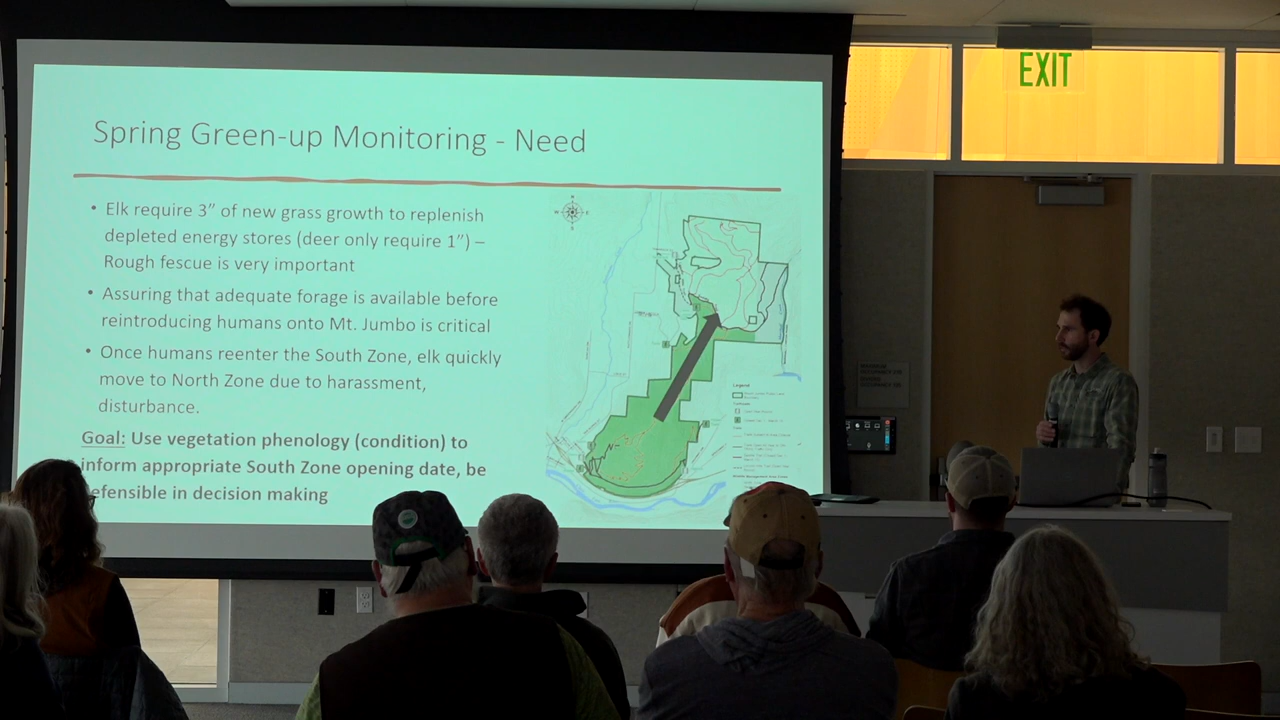 EXIT
Spring Green-up Monitoring - Need
• Elk require 3” of new grass growth to replenish
depleted energy stores (deer only require 1”) –
Rough fescue is very important
• Assuring that adequate forage is available before
reintroducing humans onto Mt. Jumbo is critical
• Once humans reenter the South Zone, elk quickly
move to North Zone due to harassment,
disturbance.
Goal: Use vegetation phenology (condition) to
inform appropriate South Zone opening date, be
efensible in decision making
Legend